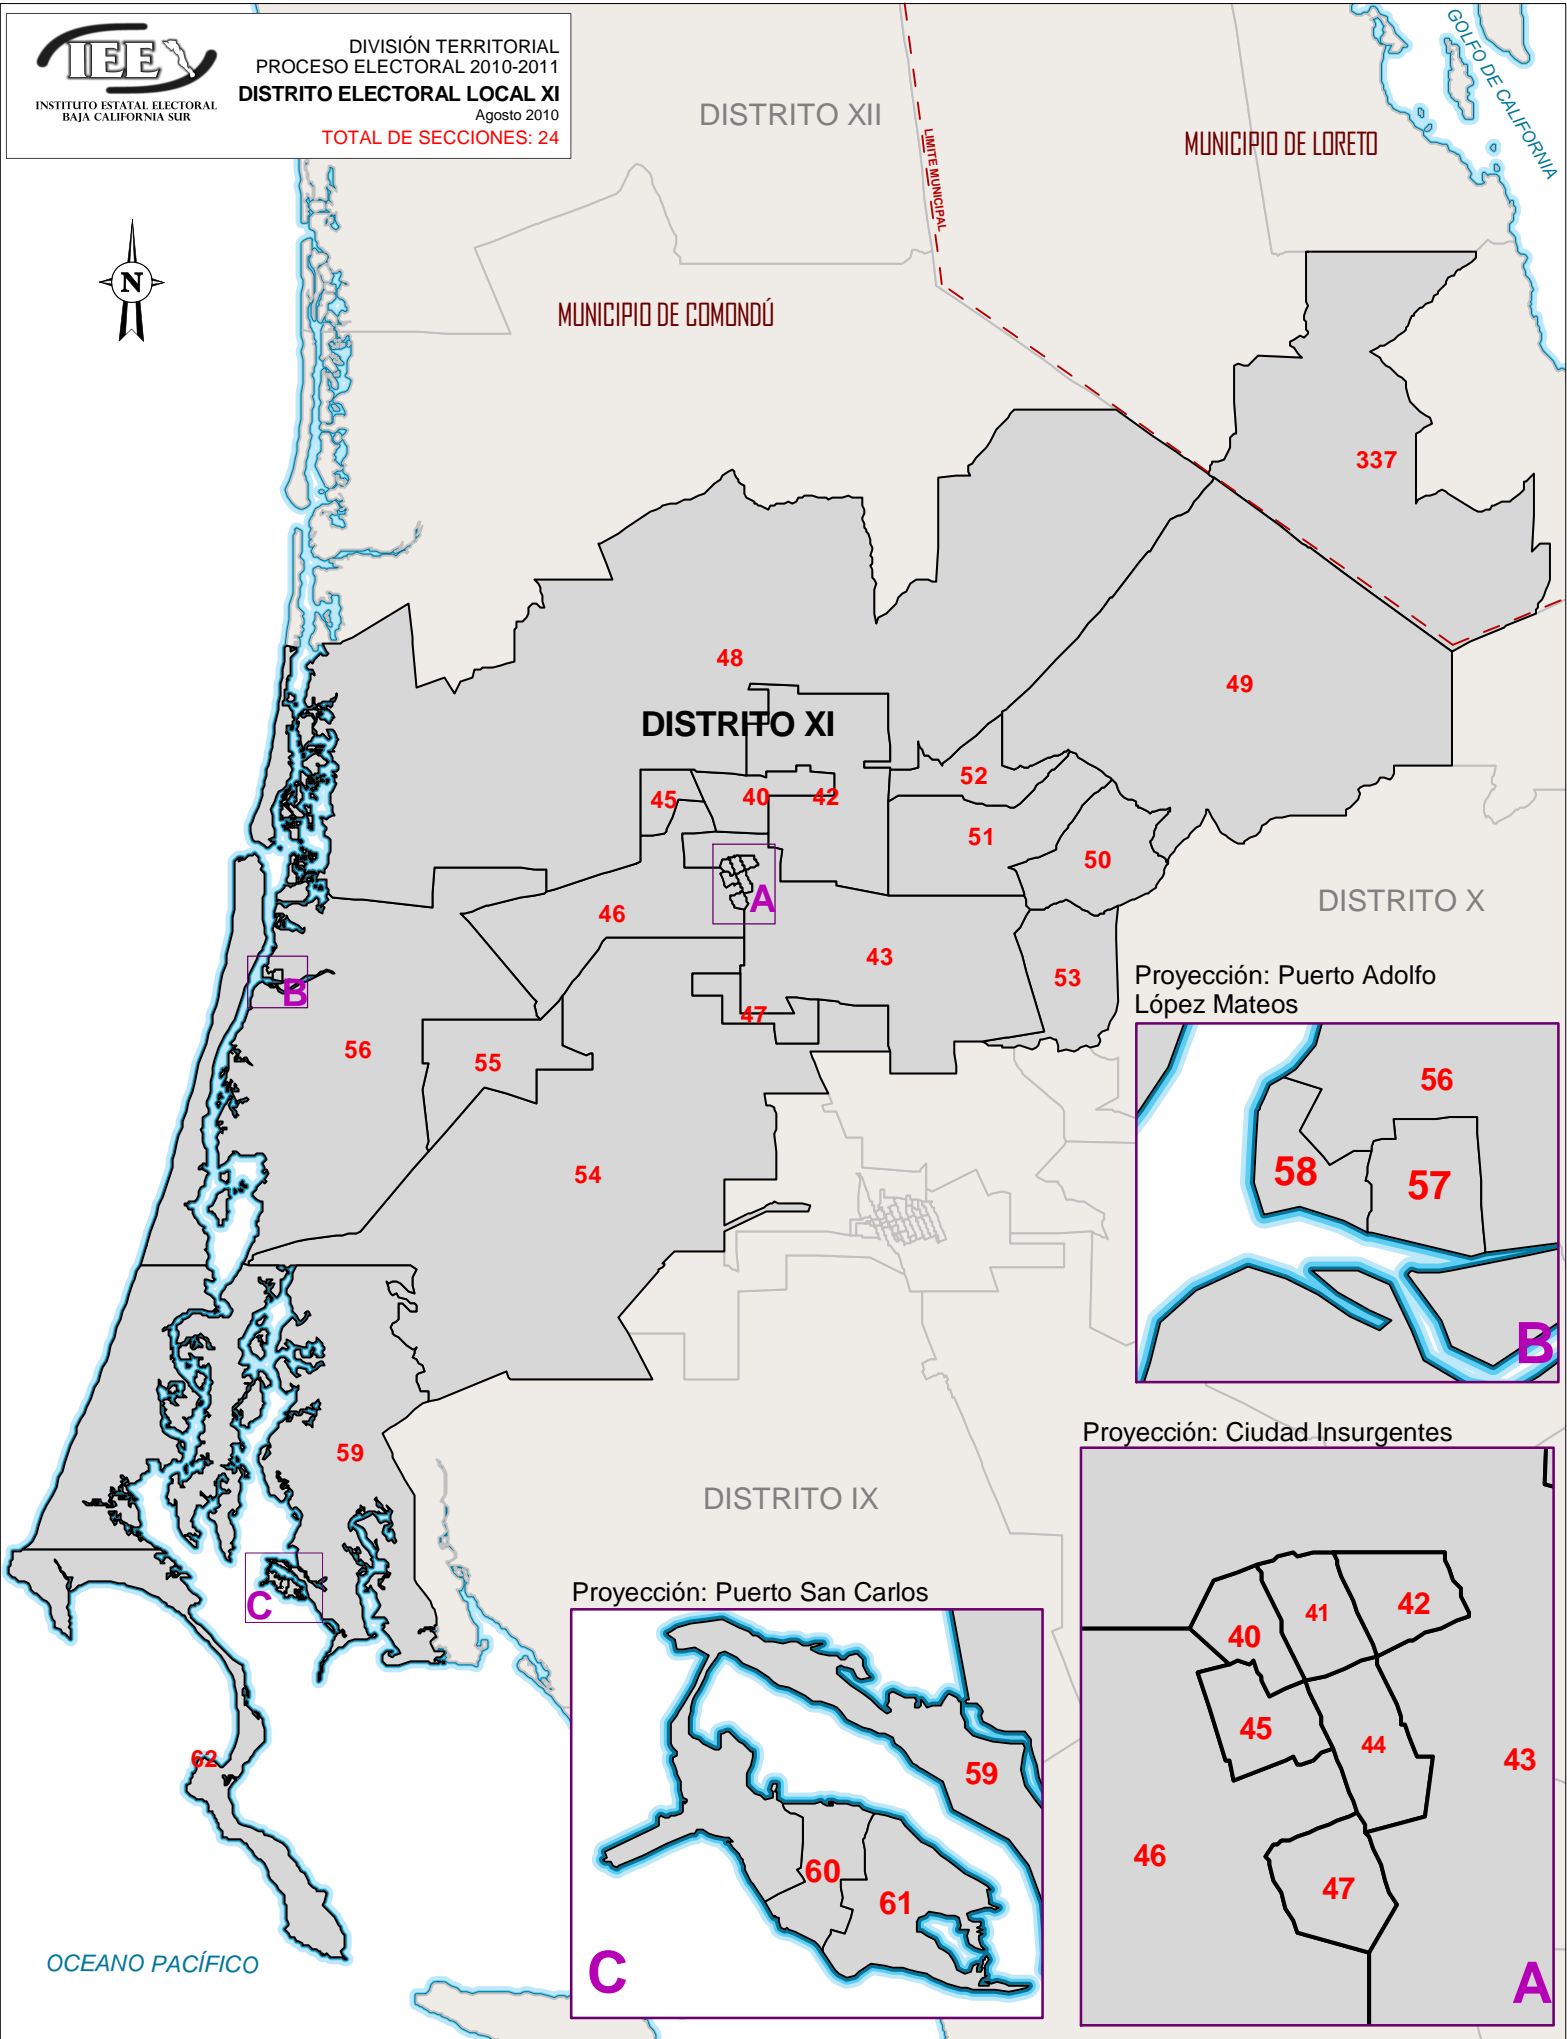 IEE
INSTITUTO ESTATAL ELECTORAL
BAJA CALIFORNIA SUR
DIVISIÓN TERRITORIAL
PROCESO ELECTORAL 2010-2011
DISTRITO ELECTORAL LOCAL XI
Agosto 2010
TOTAL DE SECCIONES: 24
GOLFO DE CALIFORNIA
DISTRITO XII
LIMITE MUNICIPAL
MUNICIPIO DE LORETO
N
MUNICIPIO DE COMONDÚ
337
48
49
DISTRITO XI
52
45
40
42
51
50
A
DISTRITO X
46
43
53
B
47
56
55
54
Proyección: Puerto Adolfo
López Mateos
56
58
57
B
59
DISTRITO IX
C
62
OCEANO PACÍFICO
Proyección: Puerto San Carlos
59
60
61
C
Proyección: Ciudad Insurgentes
42
41
40
45
44
43
46
47
A